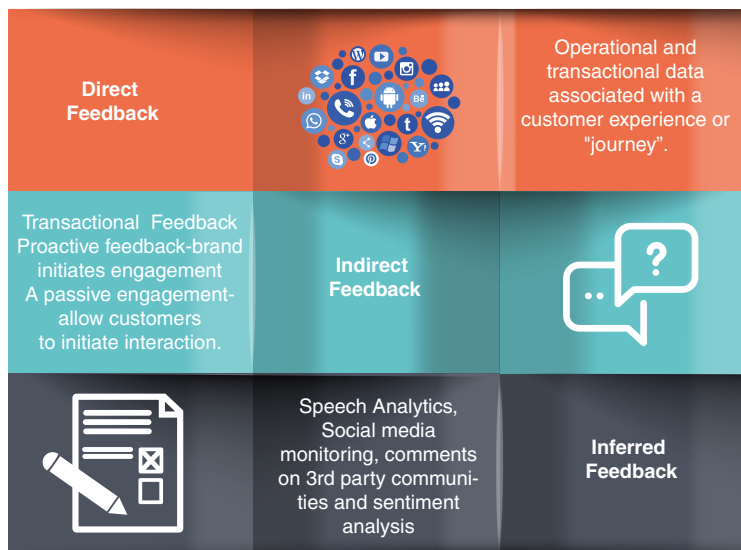 Direct
Feedback
Operational and
transactional data
associated with a
customer experience or
"journey”.
Transactional Feedback
Proactive feedback-brand
initiates engagement
A passive engagement-
allow customers
to initiate interaction.
Indirect
Feedback
?
Speech Analytics,
Social media
monitoring, comments
on 3rd party communi-
ties and sentiment
analysis
Inferred
Feedback